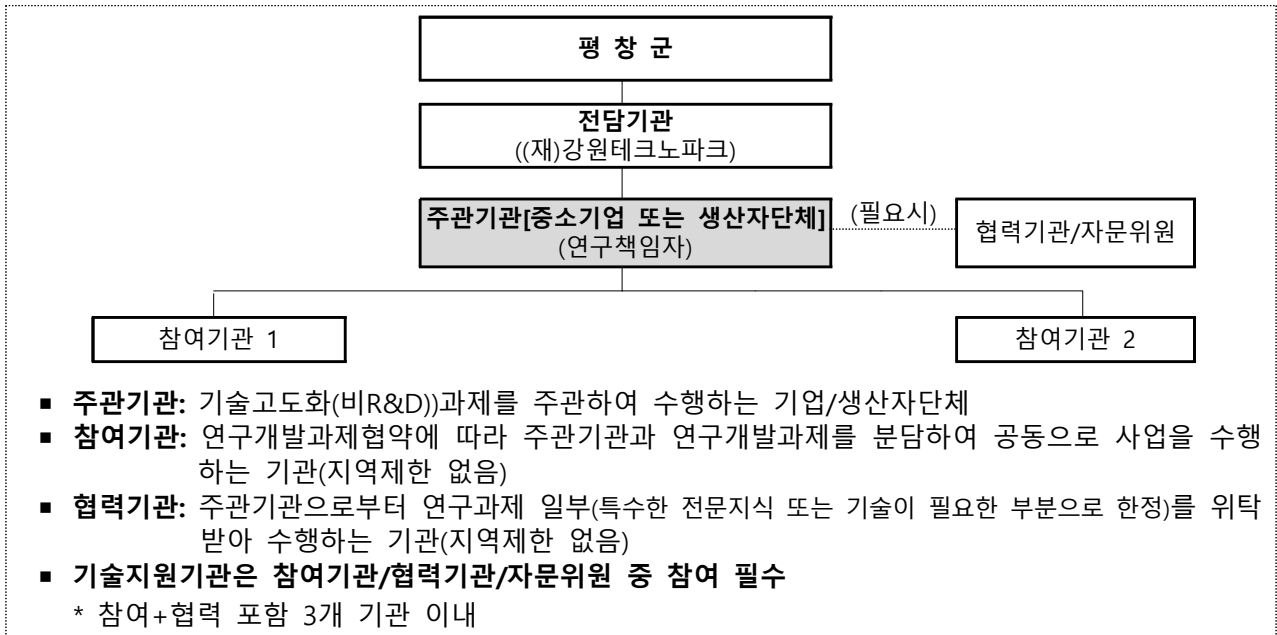 평 창 군
전담기관
((재)강원테크노파크)
주관기관[중소기업 또는 생산자단체]
(연구책임자)
(필요시)
협력기관/자문위원
참여기관 1
참여기관 2
▪ 주관기관: 기술고도화(비R&D))과제를 주관하여 수행하는 기업/생산자단체
▪ 참여기관: 연구개발과제협약에 따라 주관기관과 연구개발과제를 분담하여 공동으로 사업을 수행
하는 기관(지역제한 없음)
▪ 협력기관: 주관기관으로부터 연구과제 일부(특수한 전문지식 또는 기술이 필요한 부분으로 한정)를 위탁
받아 수행하는 기관(지역제한 없음)
▪ 기술지원기관은 참여기관/협력기관/자문위원 중 참여 필수
* 참여+협력 포함 3개 기관 이내